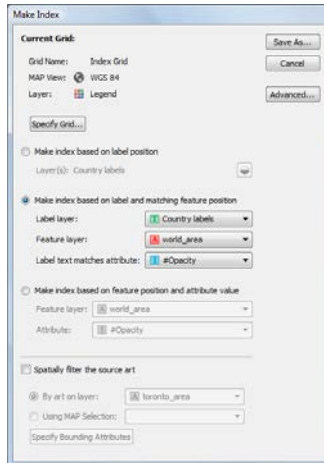 Make Index
Current Grid:
Save As...
Grid Name: Index Grid
Cancel
MAP View: WGS 84
Layer: Legend
Advanced...
Specify Grid...
Make index based on label position
Layer(s): Country labels
Make index based on label and matching feature position
Label layer: Country labels
Feature layer: world_area
Label text matches attribute: #Opacity
Make index based on feature position and attribute value
Feature layer: world_area
Attribute: #Opacity
Spatially filter the source art
By art on layer: toronto_area
Using MAP Selection:
Specify Bounding Attributes